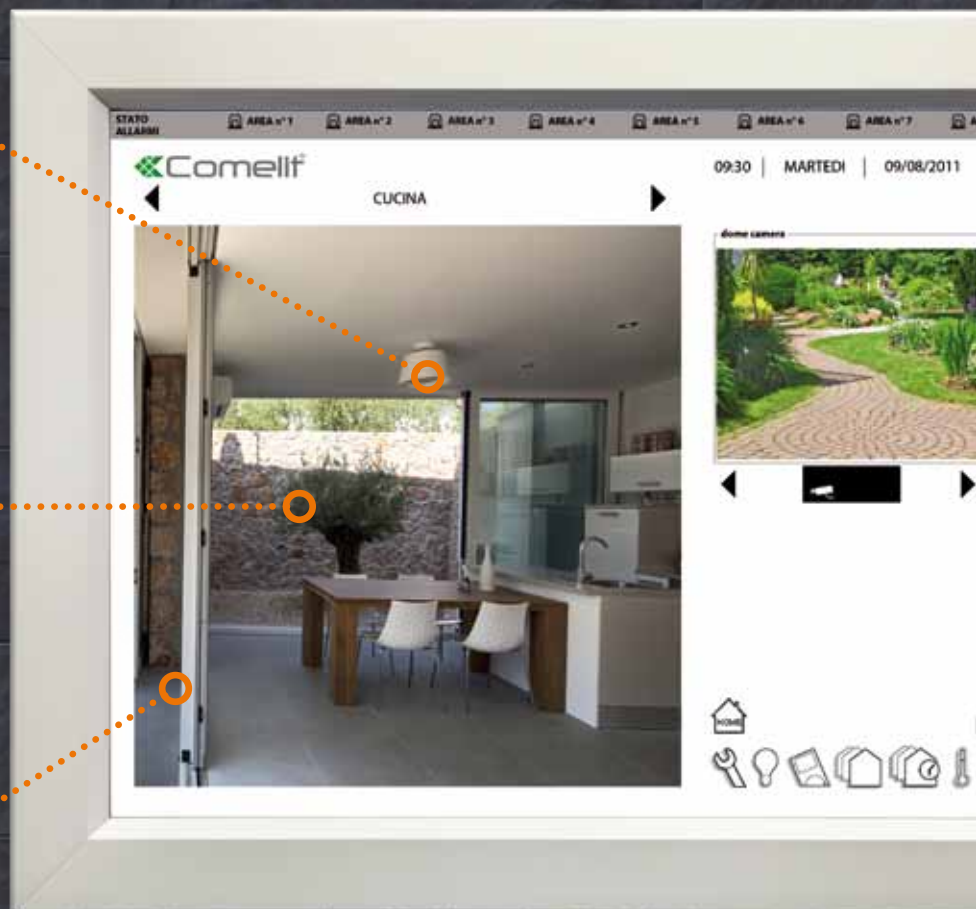 STATO
ALLARMI
AREA n° 1
AREA n° 2
AREA n° 3
AREA n° 4
AREA n° 5
AREA n° 6
AREA n° 7
Comelit®
09:30 | MARTEDI | 09/08/2011
CUCINA
dome camera
HOME